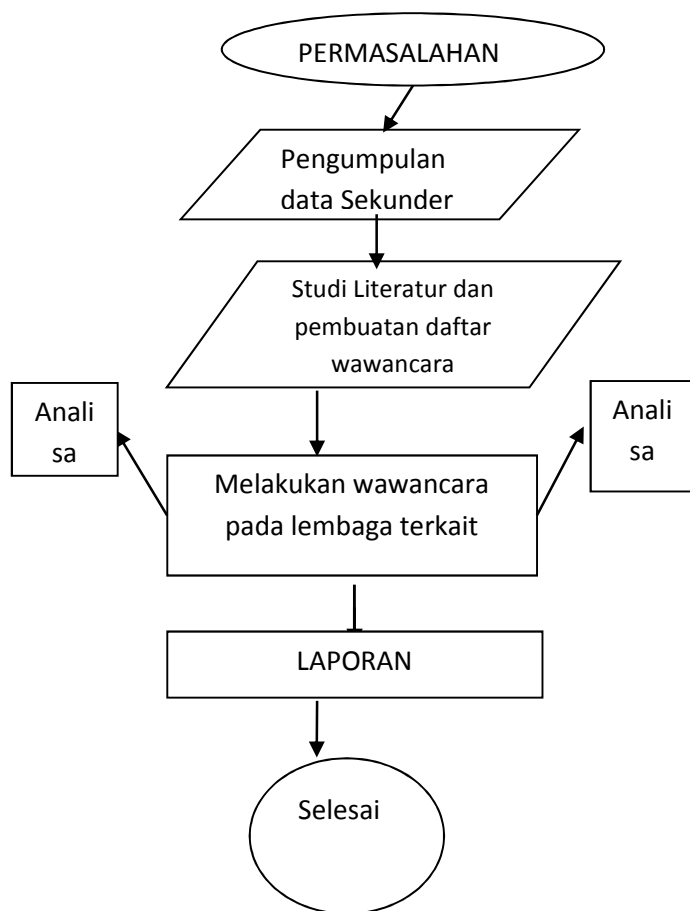 PERMASALAHAN
Pengumpulan
data Sekunder
Studi Literatur dan
pembuatan daftar
wawancara
Anali
sa
Anali
sa
Melakukan wawancara
pada lembaga terkait
LAPORAN
Selesai